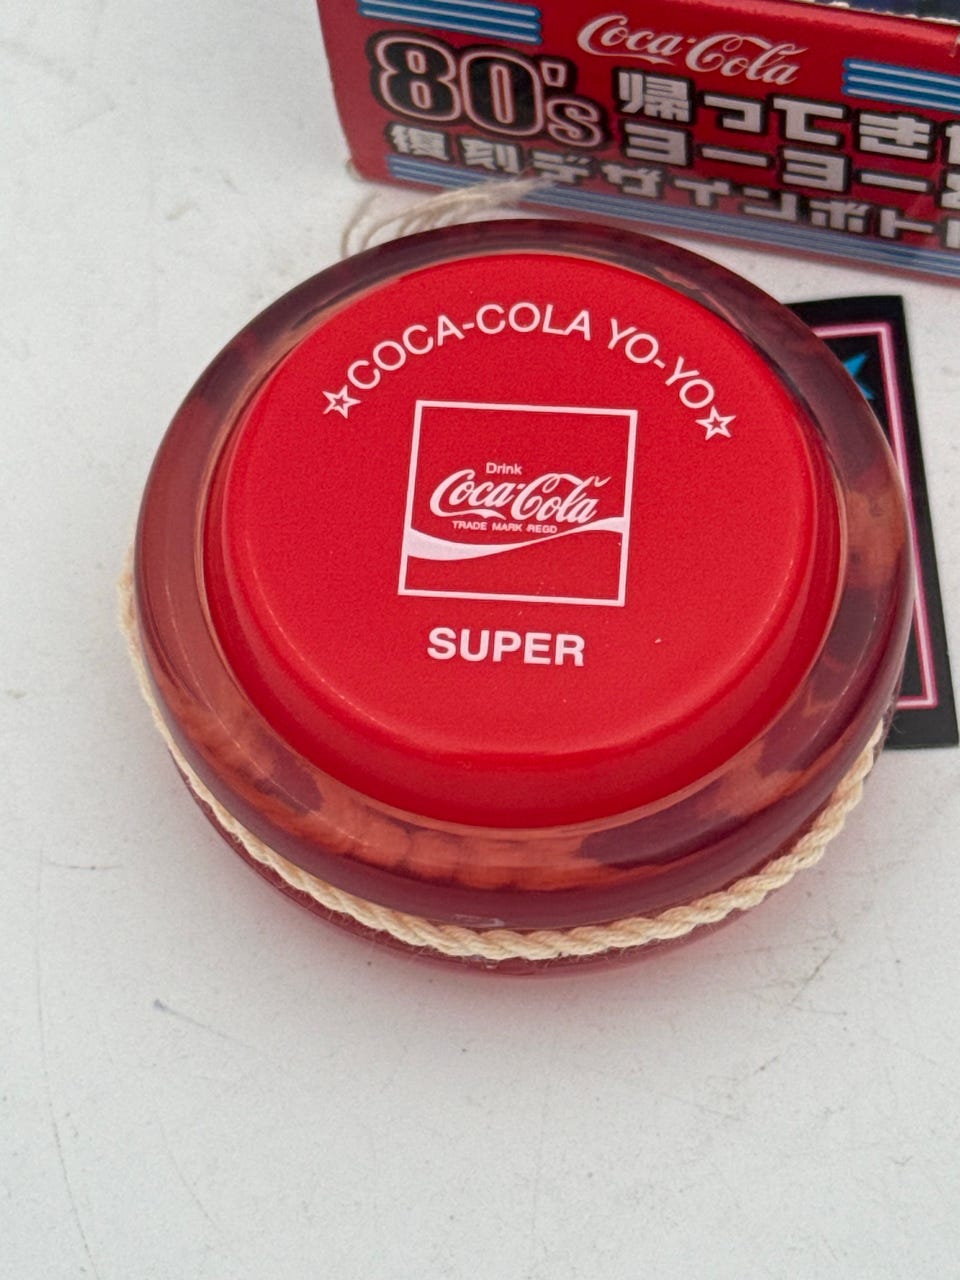 Coca-Cola
80's 帰ってき
ヨーヨー
復刻デザインボト
☆COCA-COLA YO-YO☆
Drink
Coca-Cola
TRADE MARK REGD
SUPER